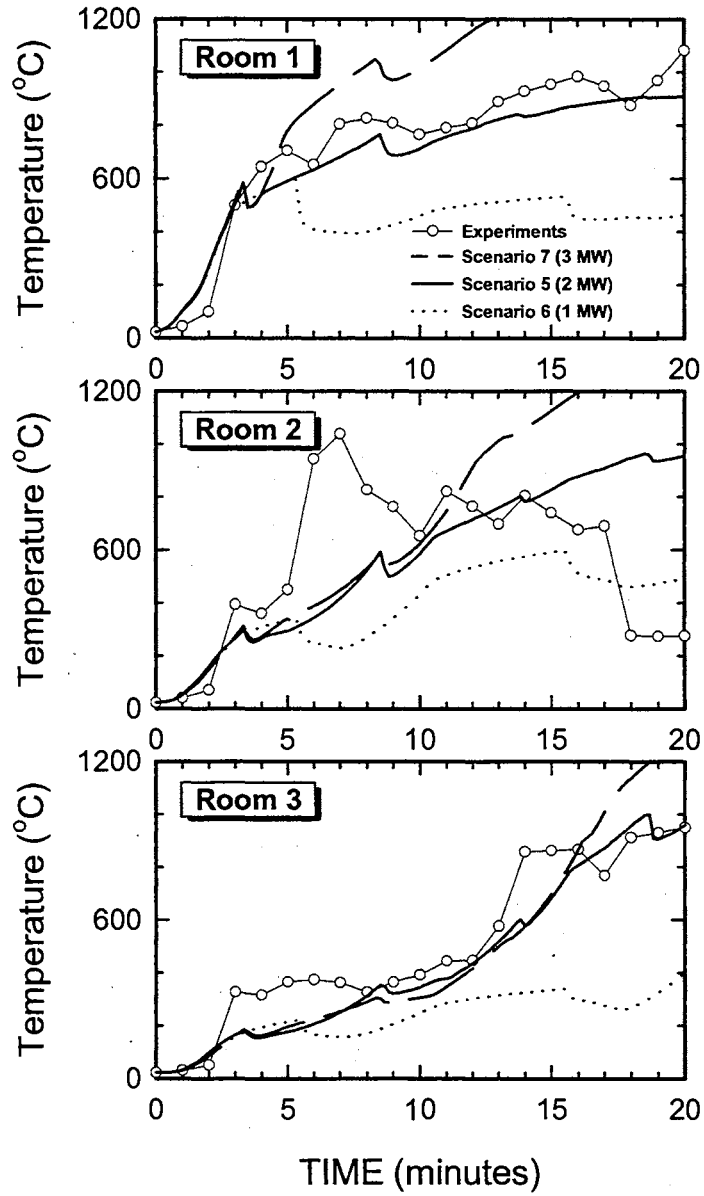 1200
Room 1
600
0
Temperature (°C)
Experiments
Scenario 7 (3 MW)
Scenario 5 (2 MW)
Scenario 6 (1 MW)
0 5 10 15 20
1200
Room 2
600
0
Temperature (°C)
0 5 10 15 20
1200
Room 3
600
0
Temperature (°C)
0 5 10 15 20
TIME (minutes)